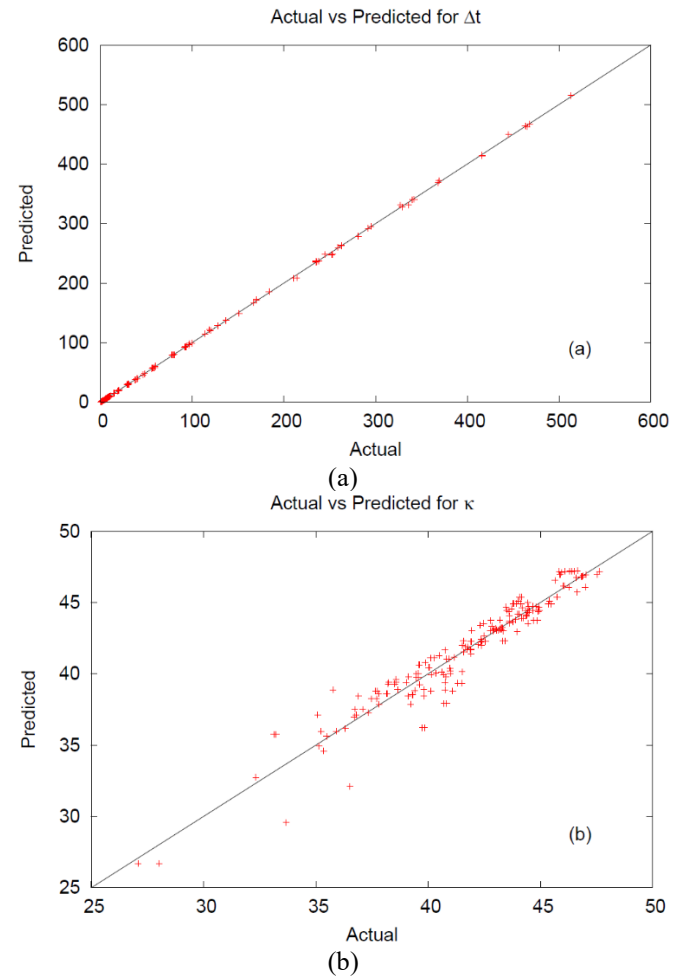 Actual vs Predicted for Δt
600
500
400
300
200
100
0
Predicted
(a)
0 100 200 300 400 500 600
Actual
(a)
Actual vs Predicted for κ
50
45
40
35
30
25
Predicted
(b)
25 30 35 40 45 50
Actual
(b)